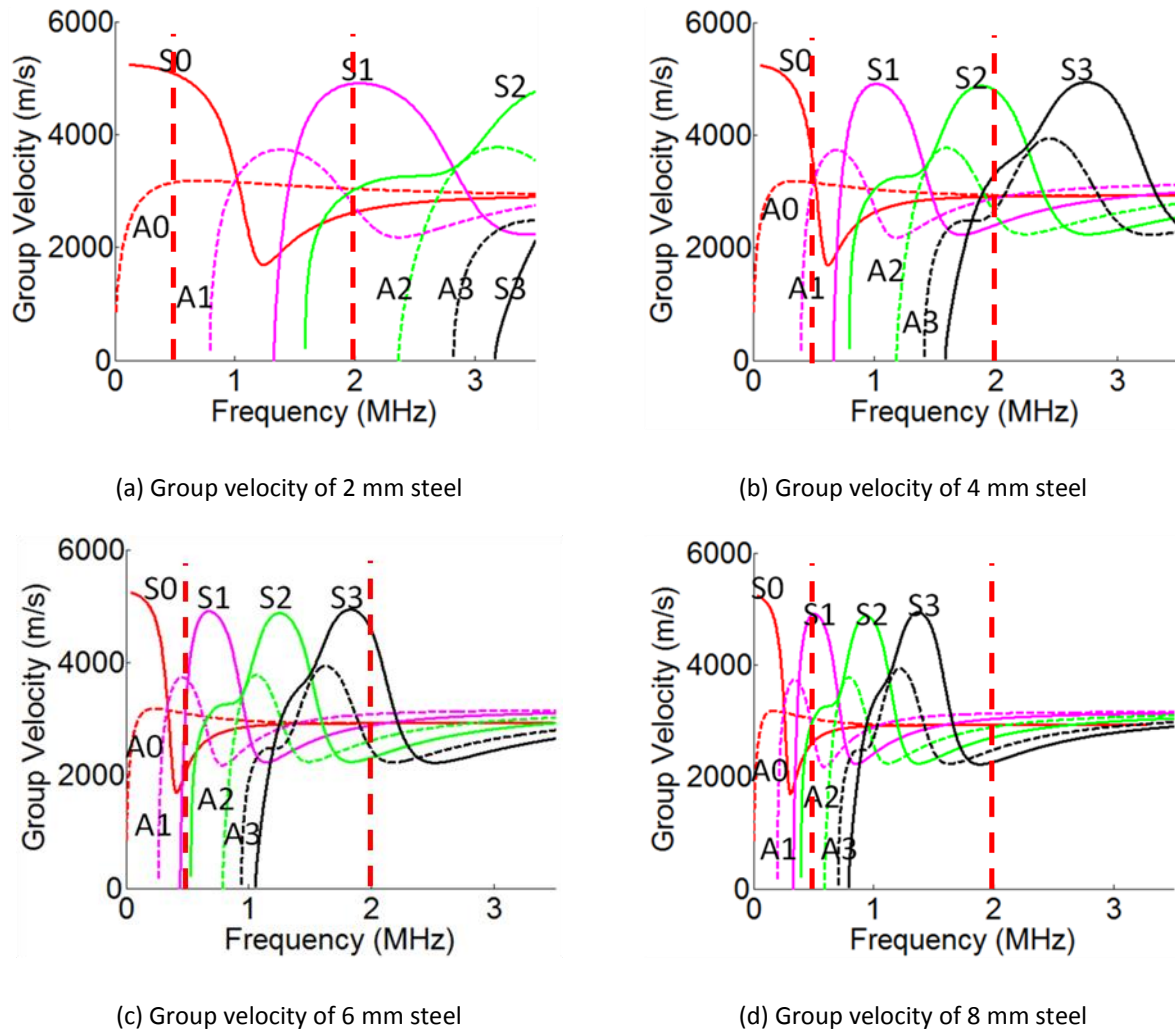 6000
4000
2000
0
Group Velocity (m/s)
S0
S1
S2
A0
A1
A2
A3
S3
0 1 2 3
Frequency (MHz)
(a) Group velocity of 2 mm steel
6000
4000
2000
0
Group Velocity (m/s)
S0
S1
S2
S3
A0
A1
A2
A3
0 1 2 3
Frequency (MHz)
(b) Group velocity of 4 mm steel
6000
4000
2000
0
Group Velocity (m/s)
S0
S1
S2
S3
A0
A1
A2
A3
0 1 2 3
Frequency (MHz)
(c) Group velocity of 6 mm steel
6000
4000
2000
0
Group Velocity (m/s)
S0
S1
S2
S3
A0
A1
A2
A3
0 1 2 3
Frequency (MHz)
(d) Group velocity of 8 mm steel